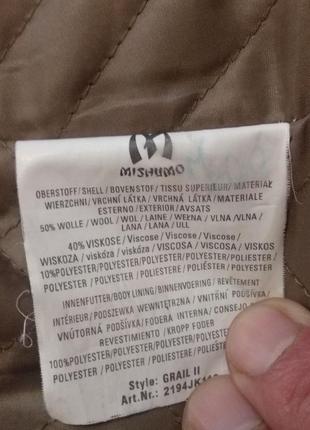 MISHUMO
OBERSTOFF/SHELL/BOVENSTOF/TISSU SUPERIEUR/MATERIAŁ
WIERZCHNI/VRCHNÍ LÁTKA/VRCHNÁ LÁTKA/MATERIALE
ESTERNO/EXTERIOR/AVSATS
50% WOLLE/WOOL/WOL/LAINE/WEŁNA/VLNA/VLNA/
LANA/LANA/ULL
40% VISKOSE/Viscose/Viscose/Viscose/
WISKOZA/viskóza/viskóza/VISCOSA/VISCOSA/VISKOS
10%POLYESTER/POLYESTER/POLYESTER/POLYESTER/
POLYESTER/POLYESTER/POLIESTERE/POLIESTER
INNENFUTTER/BODY LINING/BINNENVOERING/REVÊTEMENT
INTÉRIEUR/PODSZEWKA WEWNTERZNA/VNITŘNÍ PODŠÍVKA/
VNÚTORNÁ PODŠÍVKA/FODERA INTERNA/CONSEJO
REVESTIMIENTO/KROPP FODER
100%POLYESTER/POLYESTER/POLYESTER/POLYESTER/
POLYESTER/POLYESTER/POLIESTERE/POLIESTER
Style: GRAIL II
Art.Nr.: 2194JK